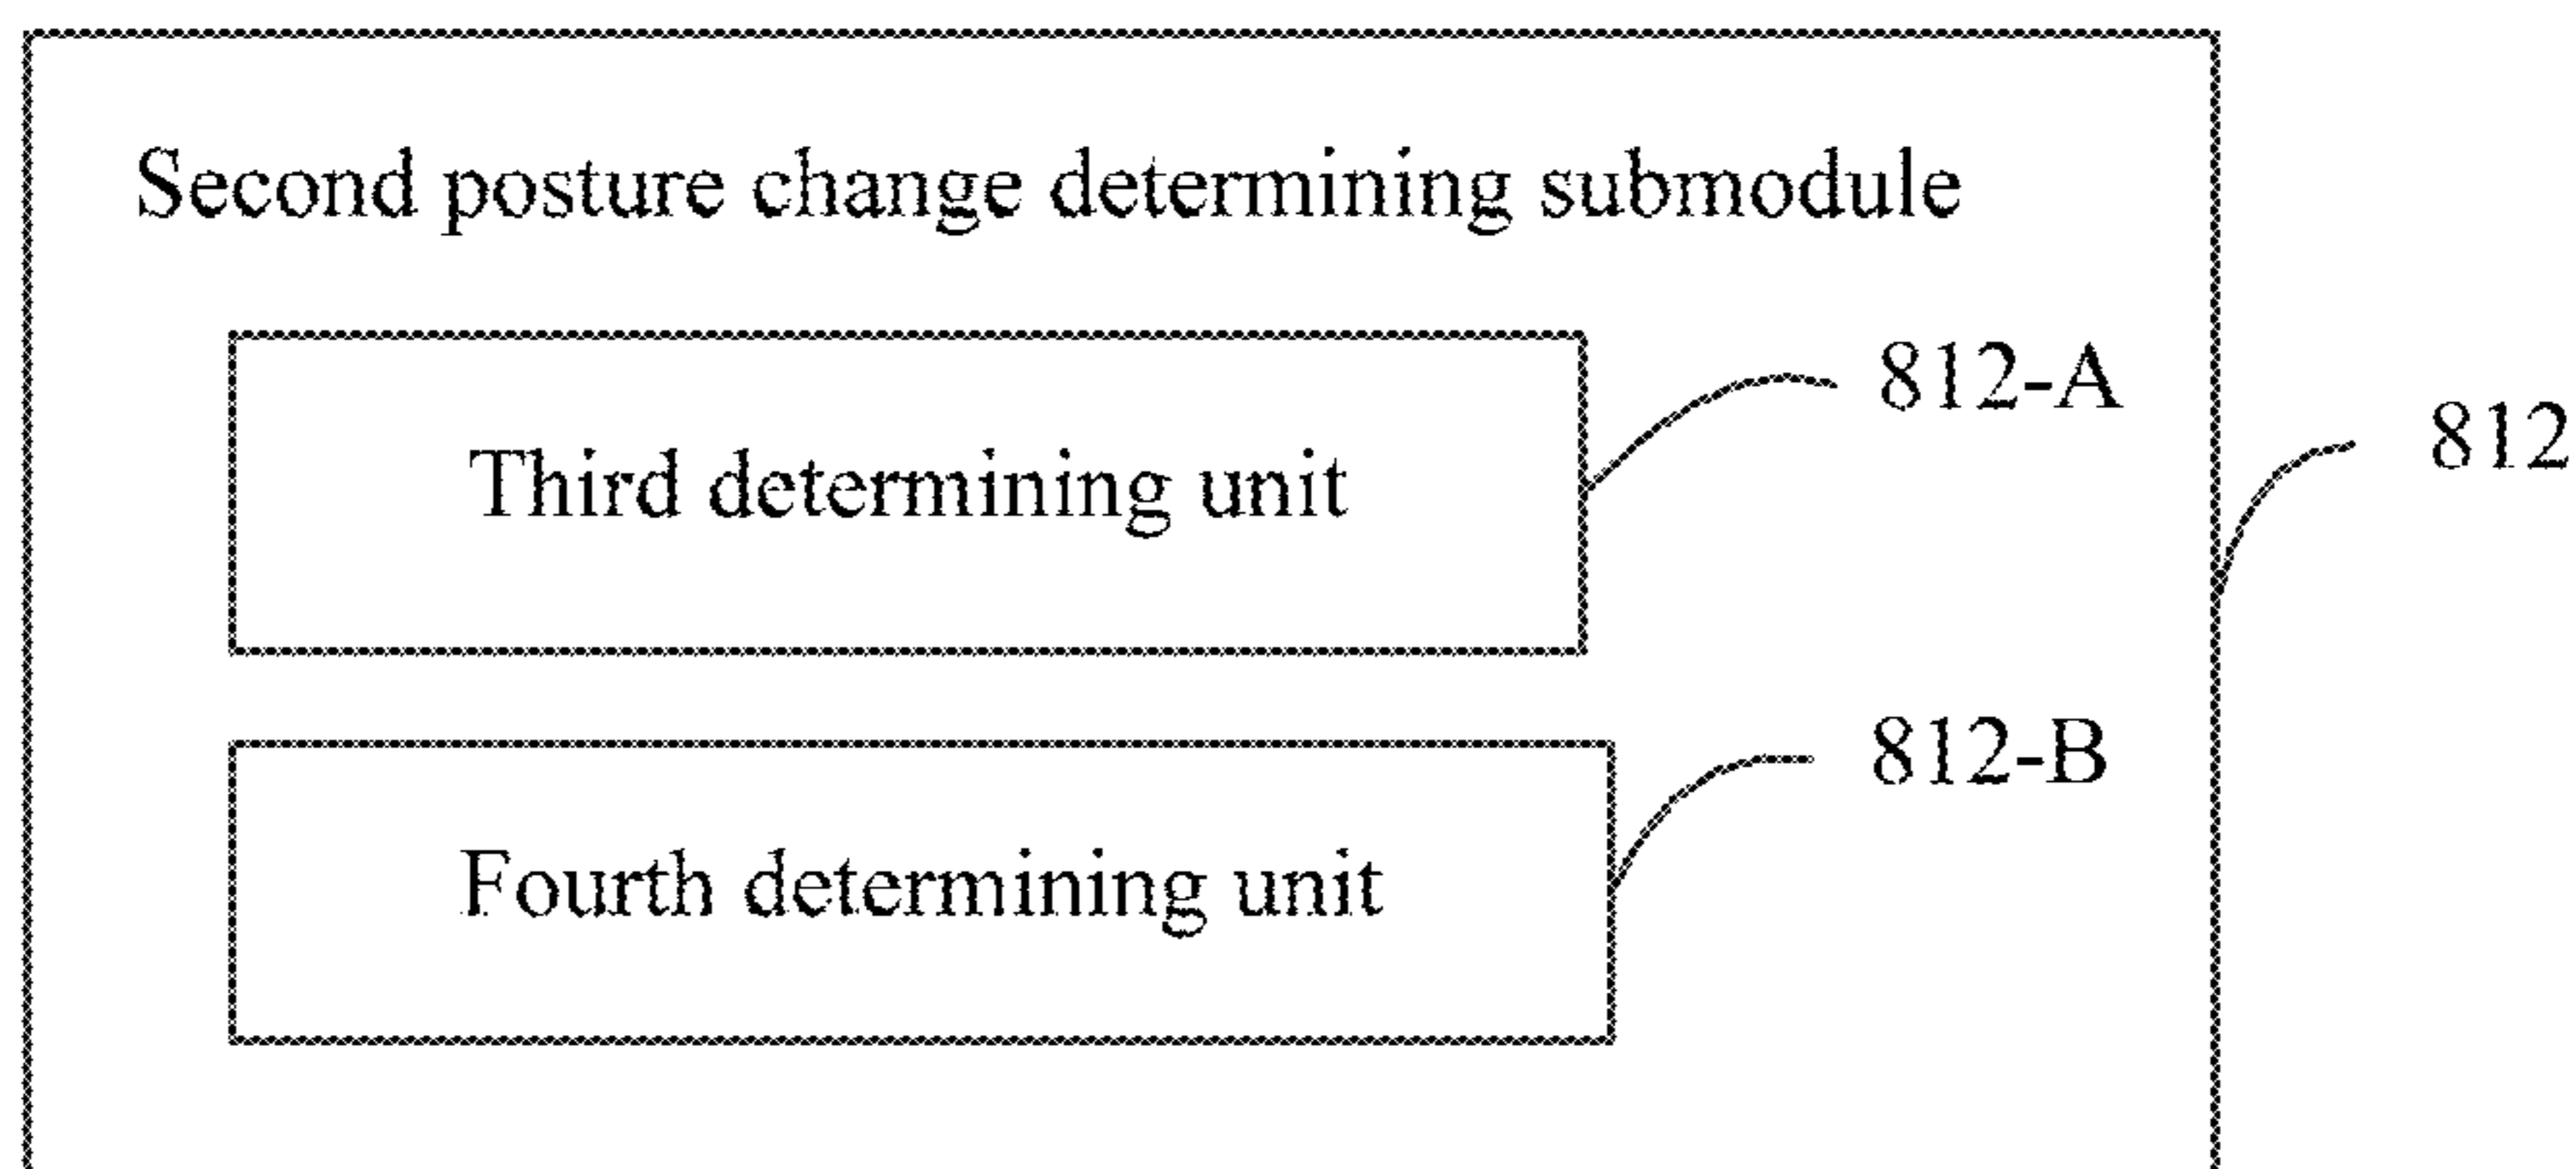 Second posture change determining submodule
812-A
812
Third determining unit
812-B
Fourth determining unit